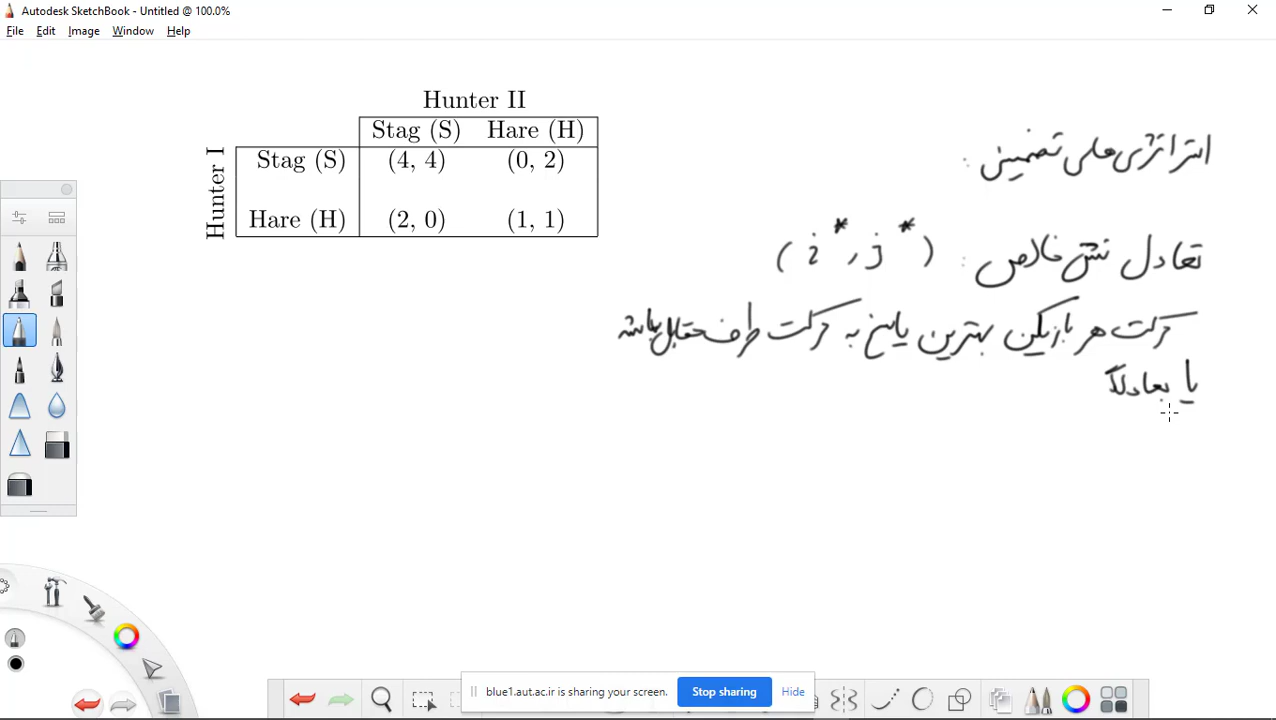 Autodesk SketchBook - Untitled @ 100.0%
File Edit Image Window Help
Hunter II
Stag (S) Hare (H)
Hunter I
Stag (S) (4, 4) (0, 2)
Hare (H) (2, 0) (1, 1)
استراتژی های تضمینی :
تعادل نش خالص : (i*, j*)
حرکت هر بازیکن بهترین پاسخ به حرکت طرف مقابل باشد
یا معادلاً
blue1.aut.ac.ir is sharing your screen. Stop sharing Hide